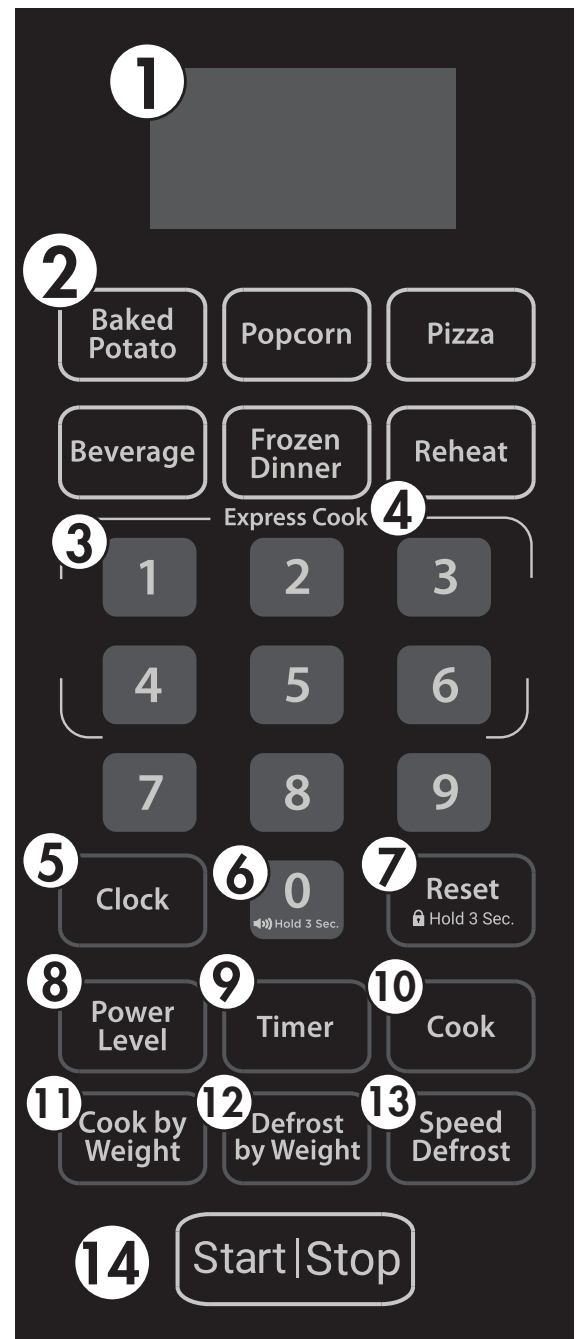 1
2
Baked
Potato
Popcorn
Pizza
Beverage
Frozen
Dinner
Reheat
3
Express Cook
4
1
2
3
4
5
6
7
8
9
5
Clock
6
0
Hold 3 Sec.
7
Reset
Hold 3 Sec.
8
Power
Level
9
Timer
10
Cook
11
Cook by
Weight
12
Defrost
by Weight
13
Speed
Defrost
14
Start|Stop